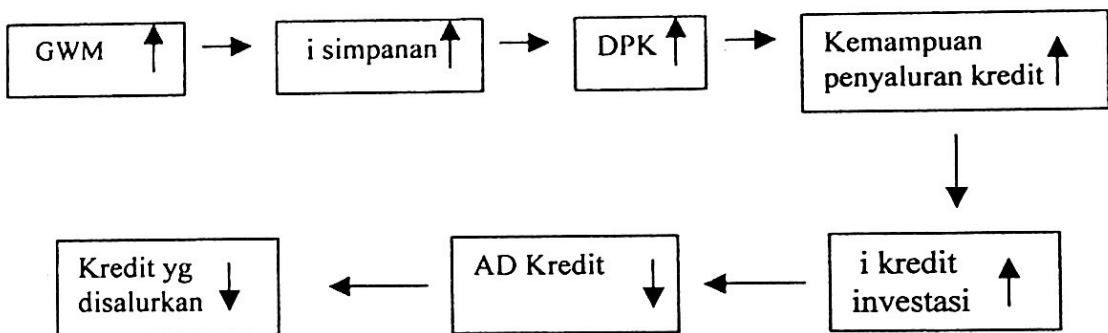 GWM
i simpanan
DPK
Kemampuan
penyaluran kredit
i kredit
investasi
AD Kredit
Kredit yg
disalurkan